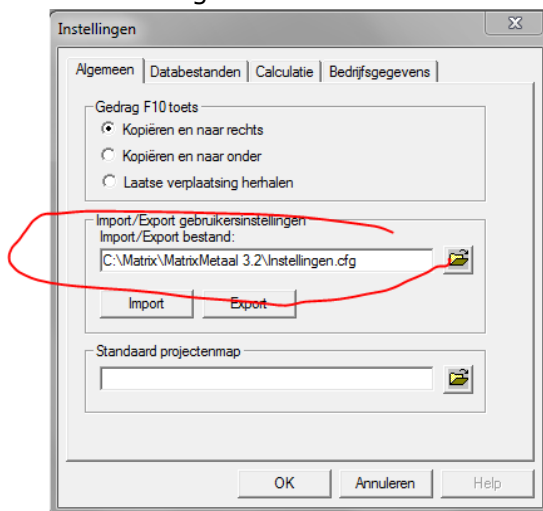 Instellingen
Algemeen Databestanden Calculatie Bedrijfsgegevens
Gedrag F10 toets
Kopiëren en naar rechts
Kopiëren en naar onder
Laatse verplaatsing herhalen
Import/Export gebruikersinstellingen
Import/Export bestand:
C:\Matrix\MatrixMetaal 3.2\Instellingen.cfg
Import Export
Standaard projectenmap
OK Annuleren Help